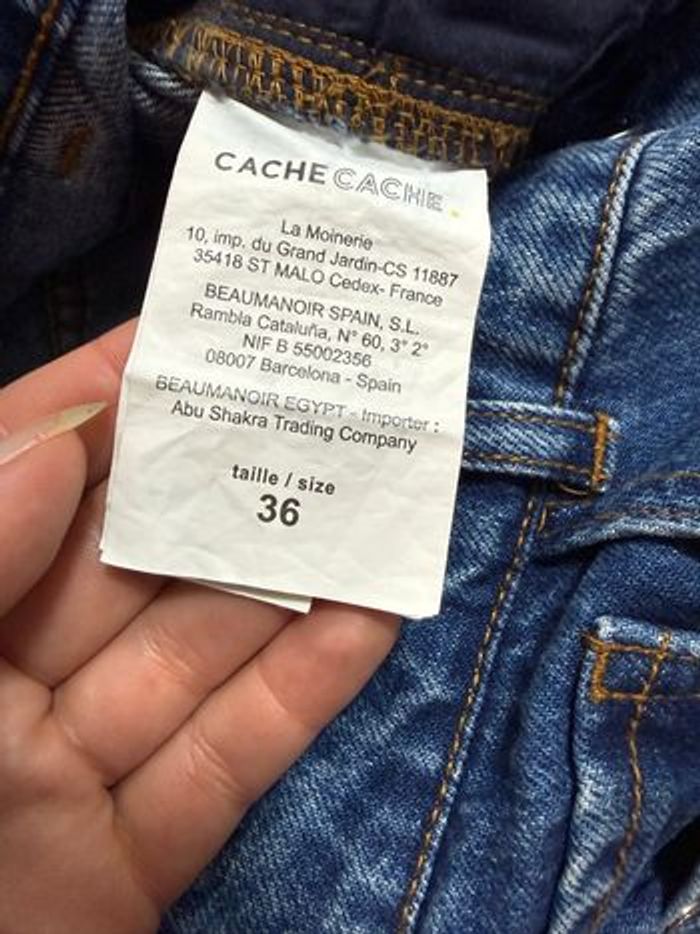 CACHE CACHE
La Moinerie
10, imp. du Grand Jardin-CS 11887
35418 ST MALO Cedex- France
BEAUMANOIR SPAIN, S.L.
Rambla Cataluña, N° 60, 3° 2°
NIF B 55002356
08007 Barcelona - Spain
BEAUMANOIR EGYPT - Importer :
Abu Shakra Trading Company
taille / size
36